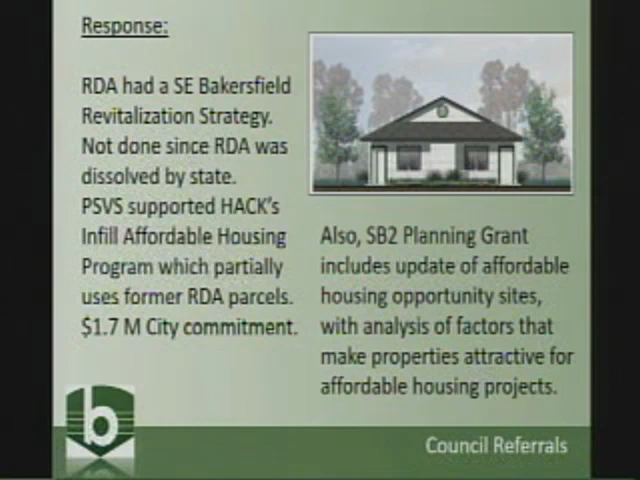 Response:
RDA had a SE Bakersfield
Revitalization Strategy.
Not done since RDA was
dissolved by state.
PSVS supported HACK's
Infill Affordable Housing
Program which partially
uses former RDA parcels.
$1.7 M City commitment.
Also, SB2 Planning Grant
includes update of affordable
housing opportunity sites,
with analysis of factors that
make properties attractive for
affordable housing projects.
b
Council Referrals